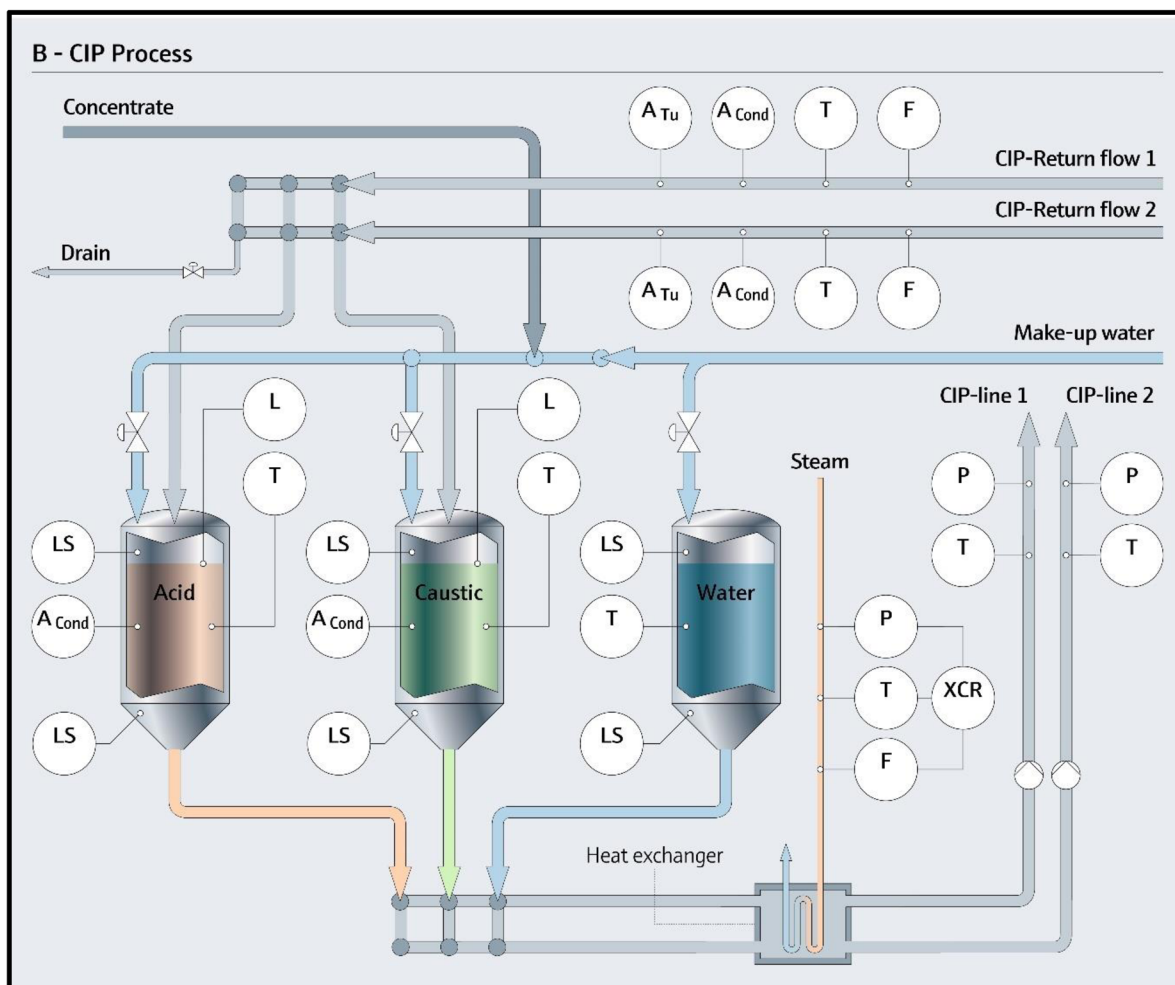 B - CIP Process
Concentrate
A Tu
A Cond
T
F
CIP-Return flow 1
CIP-Return flow 2
Drain
A Tu
A Cond
T
F
Make-up water
CIP-line 1
CIP-line 2
L
L
Steam
T
T
P
P
LS
LS
LS
T
T
Acid
Caustic
Water
A Cond
A Cond
T
P
T
XCR
LS
LS
LS
F
Heat exchanger